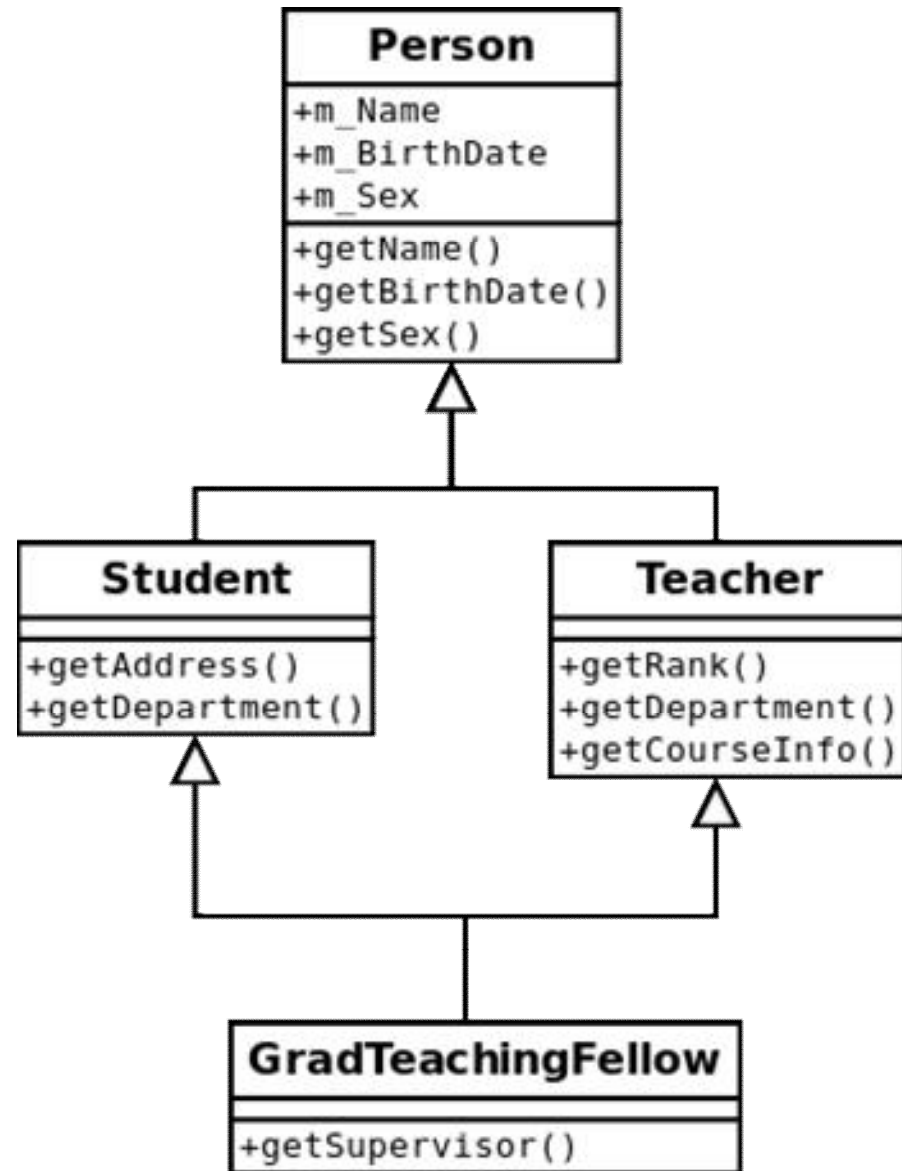 Person
+m_Name
+m_BirthDate
+m_Sex
+getName()
+getBirthDate()
+getSex()
Student
+getAddress()
+getDepartment()
Teacher
+getRank()
+getDepartment()
+getCourseInfo()
GradTeachingFellow
+getSupervisor()